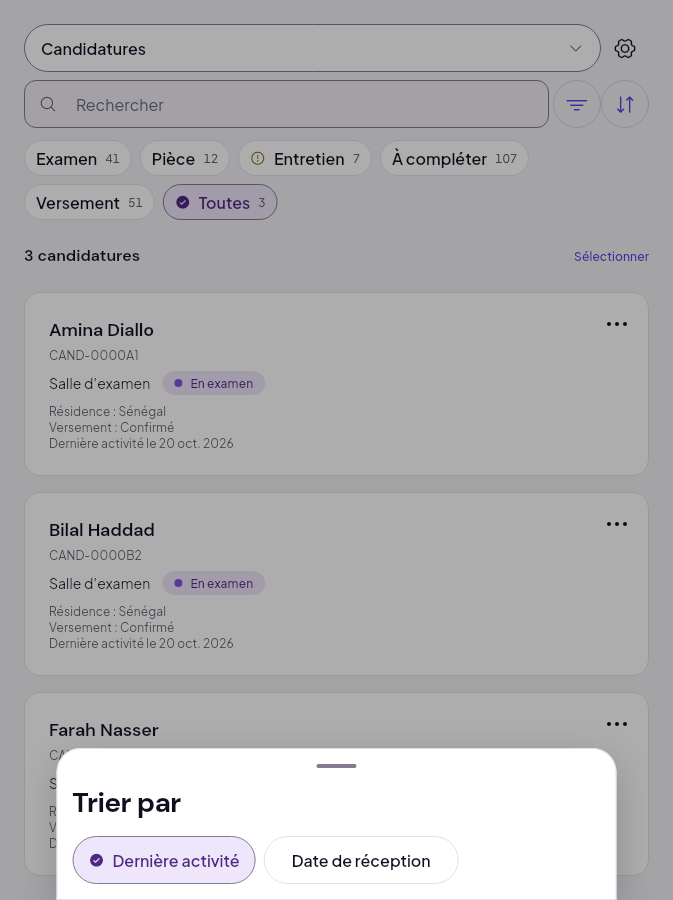 Candidatures
Rechercher
Examen 41 Pièce 12 Entretien 7 À compléter 107
Versement 51 Toutes 3
3 candidatures Sélectionner
Amina Diallo
CAND-0000A1
Salle d'examen En examen
Résidence : Sénégal
Versement : Confirmé
Dernière activité le 20 oct. 2026
Bilal Haddad
CAND-0000B2
Salle d'examen En examen
Résidence : Sénégal
Versement : Confirmé
Dernière activité le 20 oct. 2026
Farah Nasser
Trier par
Dernière activité Date de réception